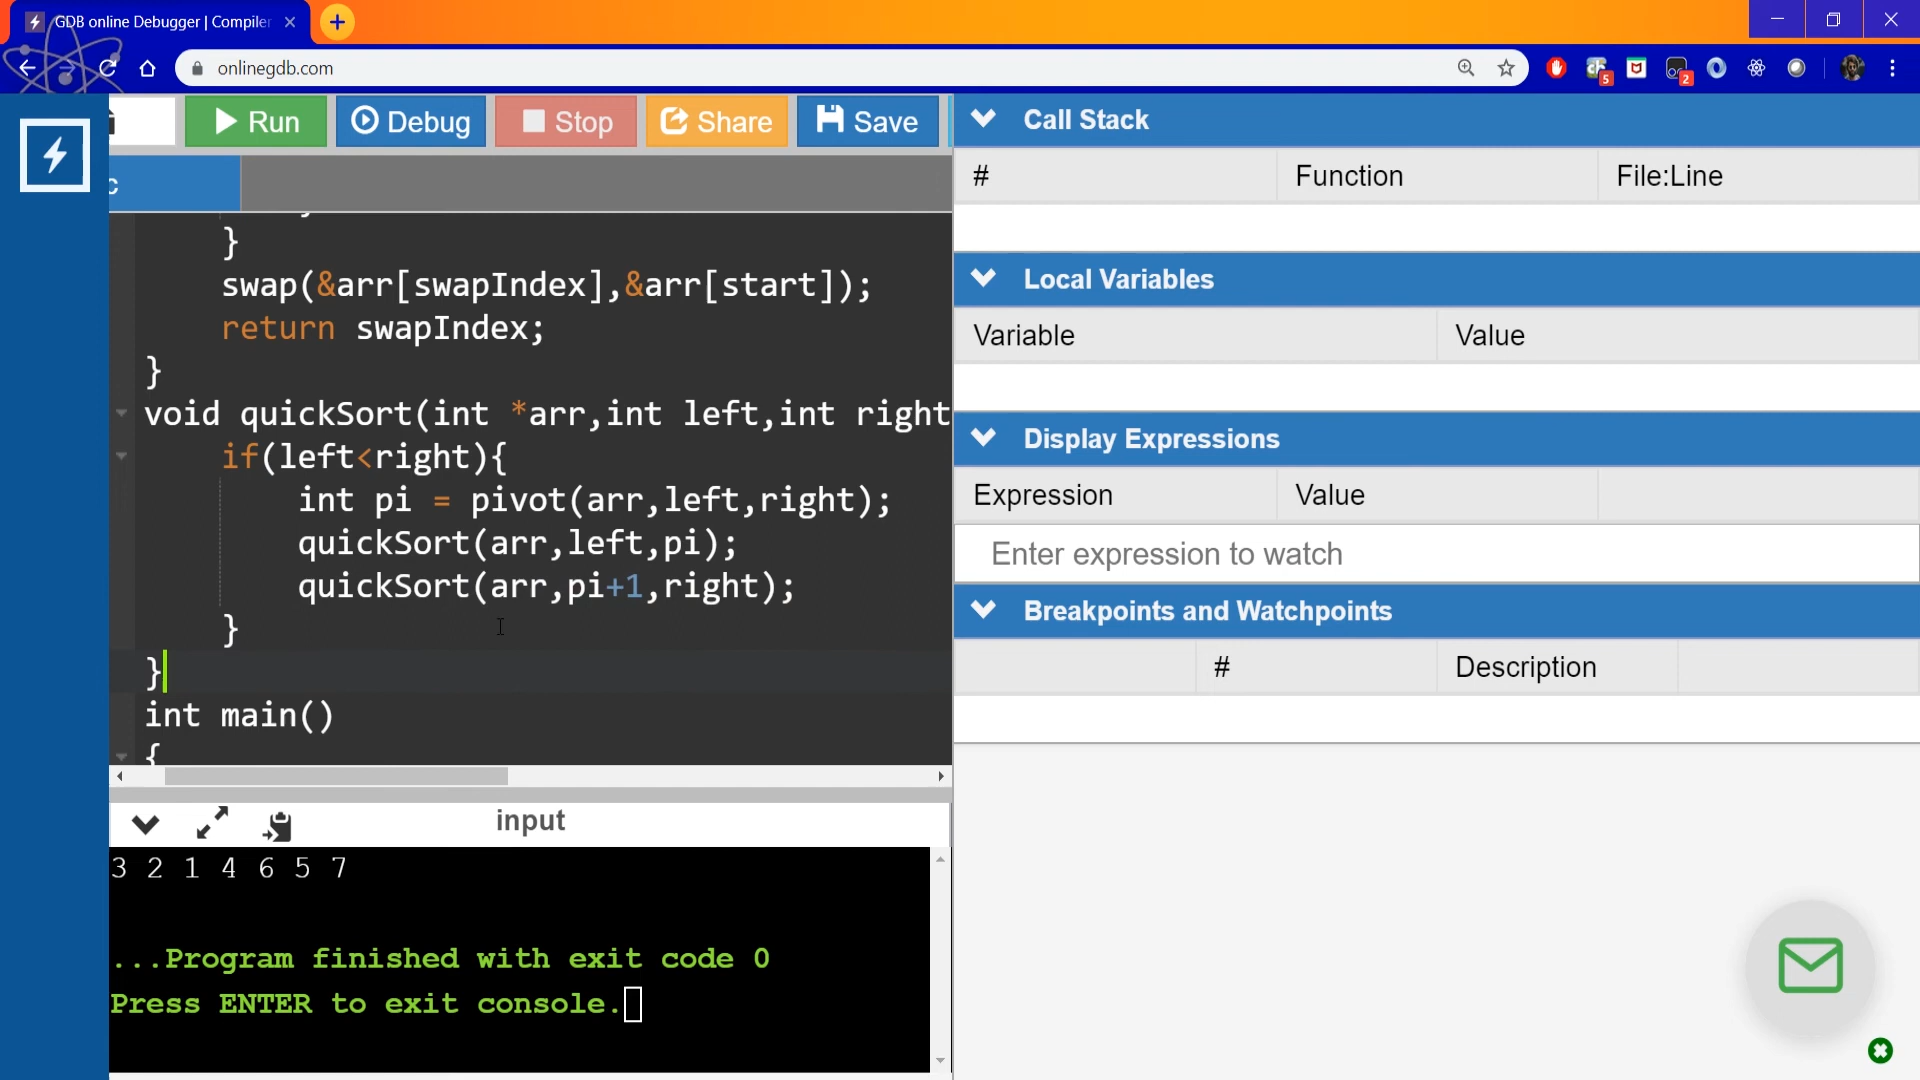 GDB online Debugger | Compiler
onlinegdb.com
5
2
Run
Debug
Stop
Share
Save
c
}
swap(&arr[swapIndex],&arr[start]);
return swapIndex;
}
void quickSort(int *arr,int left,int right
if(left<right){
int pi = pivot(arr,left,right);
quickSort(arr,left,pi);
quickSort(arr,pi+1,right);
}
}
int main()
{
input
3 2 1 4 6 5 7
...Program finished with exit code 0
Press ENTER to exit console.
Call Stack
# Function File:Line
Local Variables
Variable Value
Display Expressions
Expression Value
Enter expression to watch
Breakpoints and Watchpoints
# Description